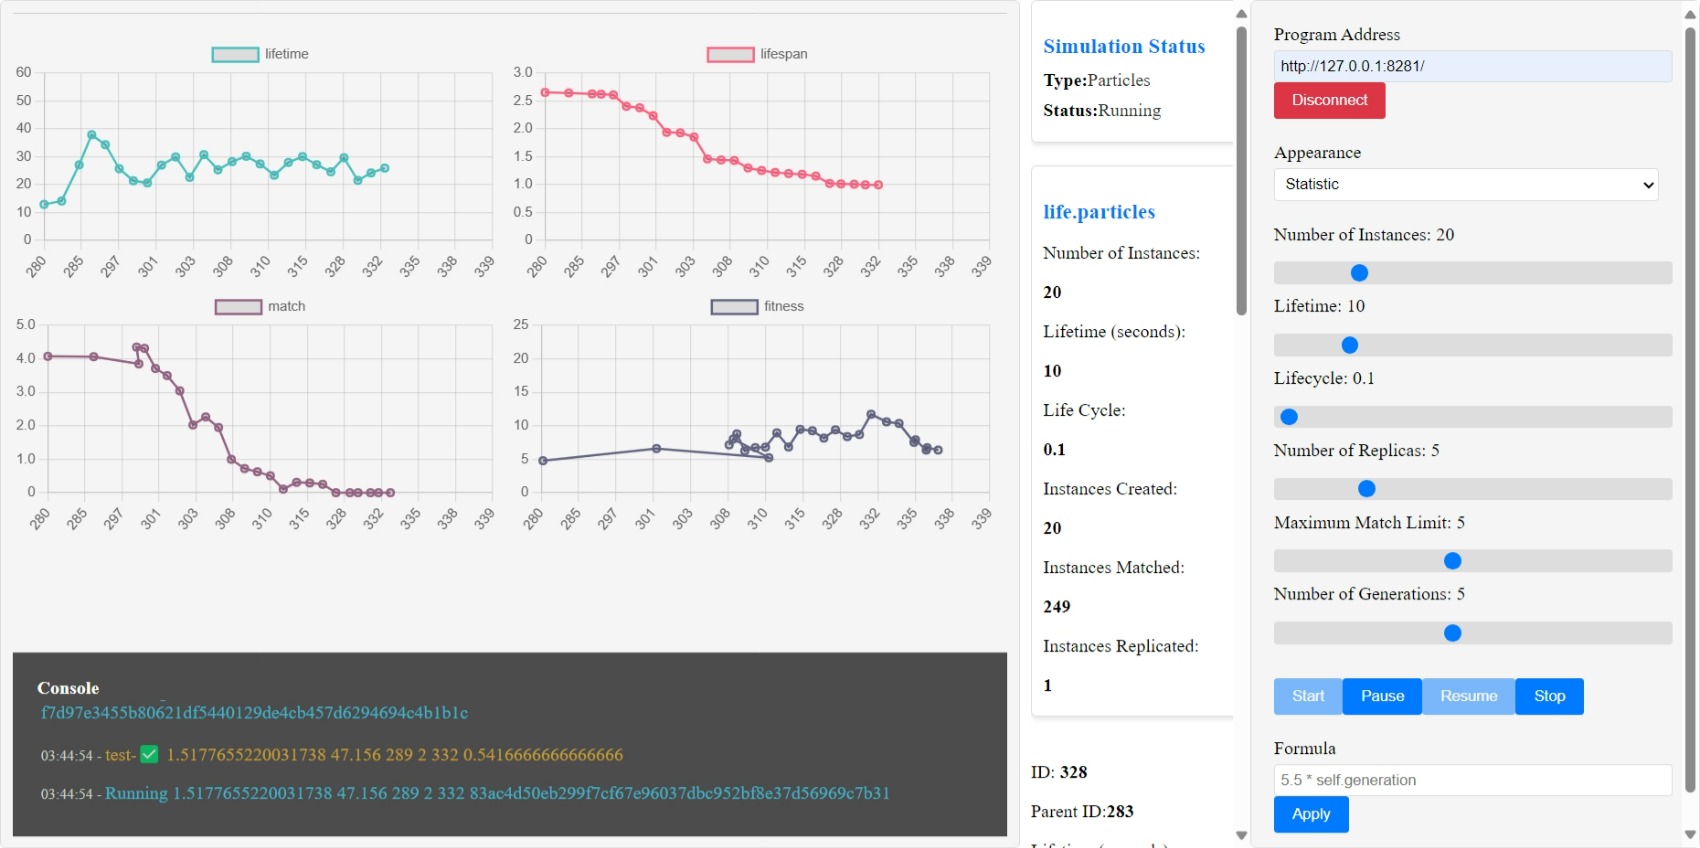 lifetime
60
50
40
30
20
10
0
280 285 297 301 303 308 310 315 328 332 335 338 339
lifespan
3.0
2.5
2.0
1.5
1.0
0.5
0
280 285 297 301 303 308 310 315 328 332 335 338 339
match
5.0
4.0
3.0
2.0
1.0
0
280 285 297 301 303 308 310 315 328 332 335 338 339
fitness
25
20
15
10
5
0
280 285 297 301 303 308 310 315 328 332 335 338 339
Console
f7d97e3455b80621df5440129de4cb457d6294694c4b1b1c
03:44:54 - test- ✅ 1.5177655220031738 47.156 289 2 332 0.5416666666666666
03:44:54 - Running 1.5177655220031738 47.156 289 2 332 83ac4d50eb299f7cf67e96037dbc952bf8e37d56969c7b31
Simulation Status
Type:Particles
Status:Running
life.particles
Number of Instances:
20
Lifetime (seconds):
10
Life Cycle:
0.1
Instances Created:
20
Instances Matched:
249
Instances Replicated:
1
ID: 328
Parent ID:283
Program Address
http://127.0.0.1:8281/
Disconnect
Appearance
Statistic
Number of Instances: 20
Lifetime: 10
Lifecycle: 0.1
Number of Replicas: 5
Maximum Match Limit: 5
Number of Generations: 5
Start Pause Resume Stop
Formula
5.5 * self.generation
Apply